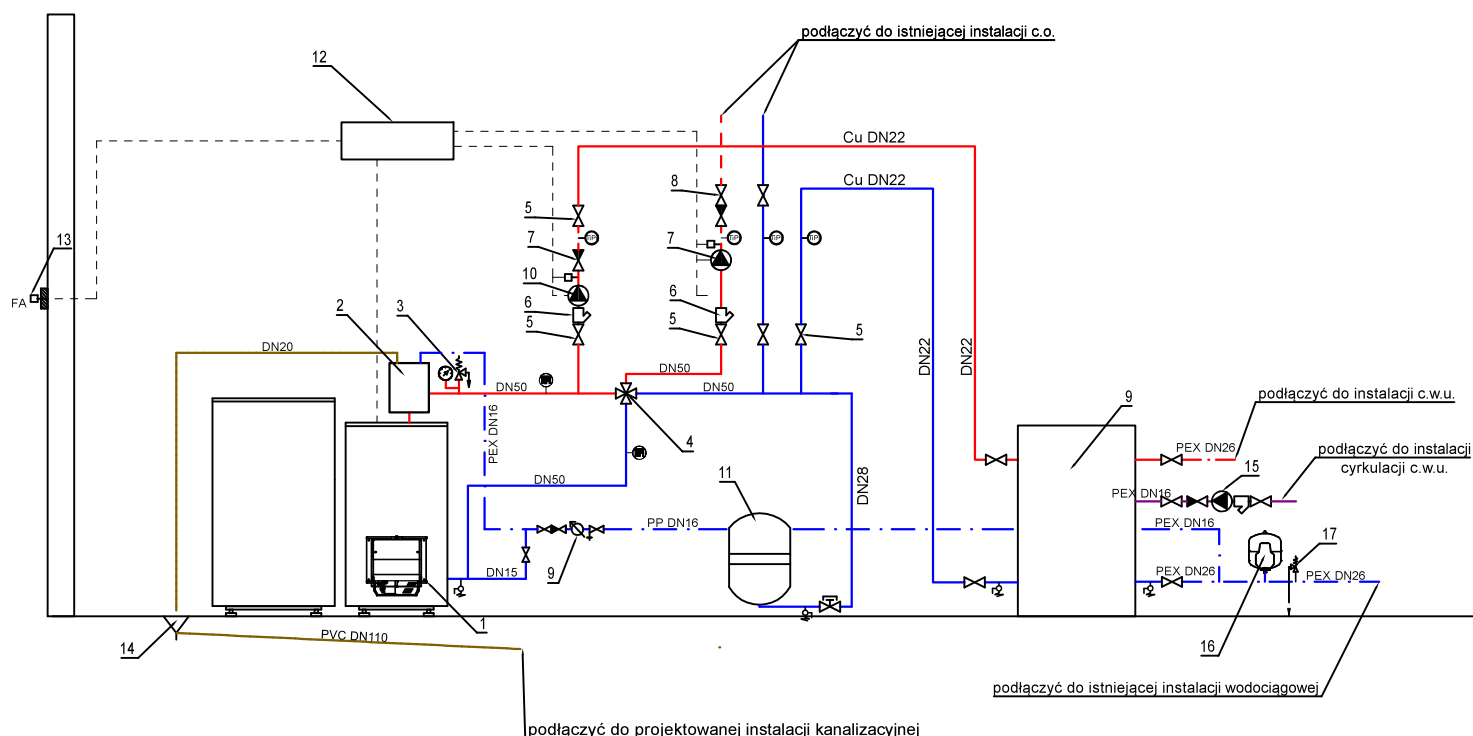 podłączyć do istniejącej instalacji c.o.
12
Cu DN22
Cu DN22
8
5
7
7
13
10
FA
6
6
2
3
5
5
5
DN20
DN50
DN50
DN50
DN22
DN22
9
podłączyć do instalacji c.w.u.
4
PEX DN16
PEX DN26
podłączyć do instalacji
cyrkulacji c.w.u.
15
11
DN50
DN28
PEX DN16
PP DN16
PEX DN16
17
DN15
9
PEX DN26
PEX DN26
1
14
PVC DN110
16
podłączyć do istniejącej instalacji wodociągowej
podłączyć do projektowanej instalacji kanalizacyjnej